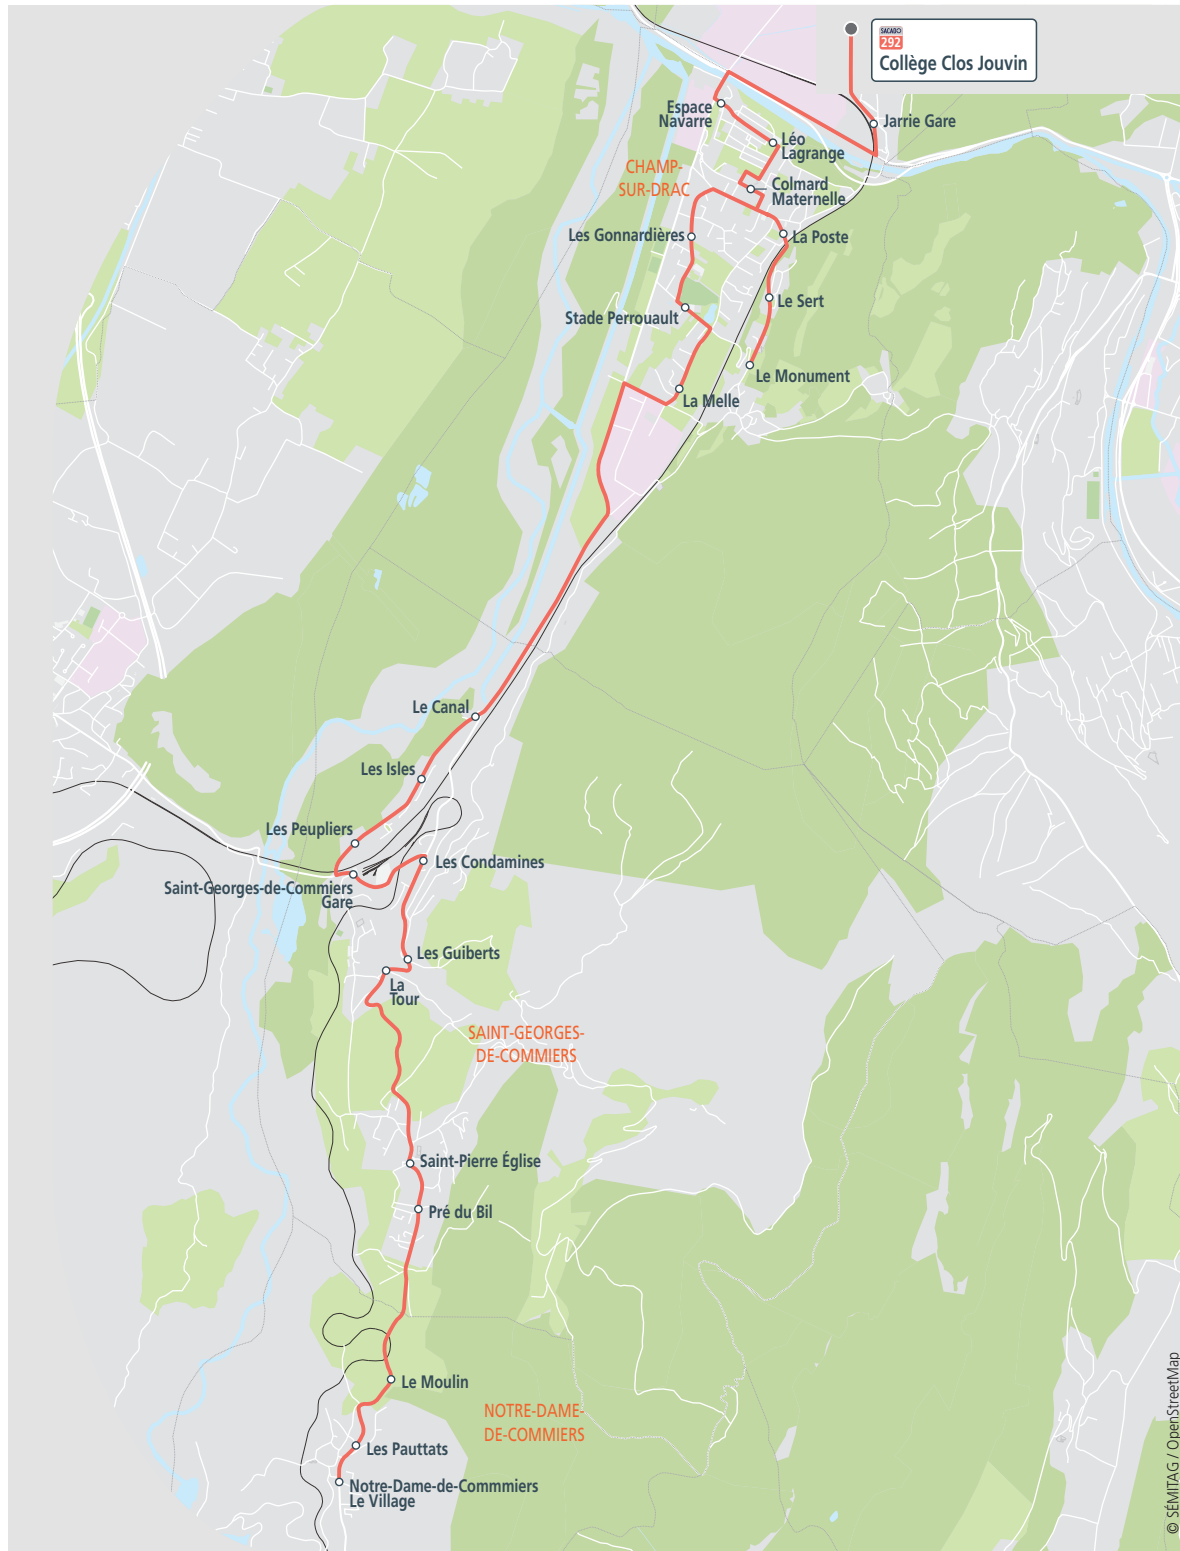 SACADO
292
Collège Clos Jouvin
Jarrie Gare
Espace
Navarre
Léo
Lagrange
CHAMP-
SUR-DRAC
Colmard
Maternelle
Les Gonnardières
La Poste
Le Sert
Stade Perrouault
Le Monument
La Melle
Le Canal
Les Isles
Les Peupliers
Les Condamines
Saint-Georges-de-Commiers
Gare
Les Guiberts
La
Tour
SAINT-GEORGES-
DE-COMMIERS
Saint-Pierre Église
Pré du Bil
Le Moulin
NOTRE-DAME-
DE-COMMIERS
Les Pauttats
Notre-Dame-de-Commmiers
Le Village
© SÉMITAG / OpenStreetMap